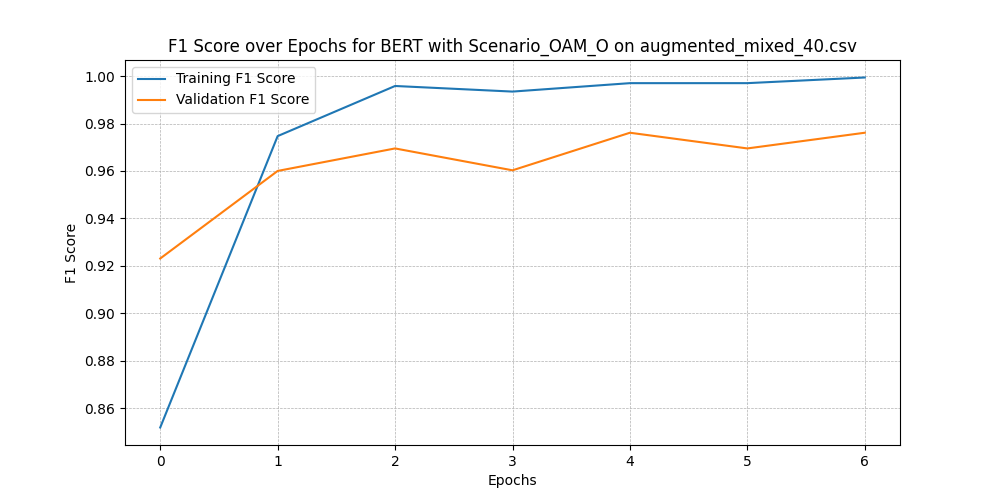 F1 Score over Epochs for BERT with Scenario_OAM_O on augmented_mixed_40.csv
Training F1 Score
Validation F1 Score
1.00
0.98
0.96
0.94
0.92
0.90
0.88
0.86
F1 Score
0 1 2 3 4 5 6
Epochs